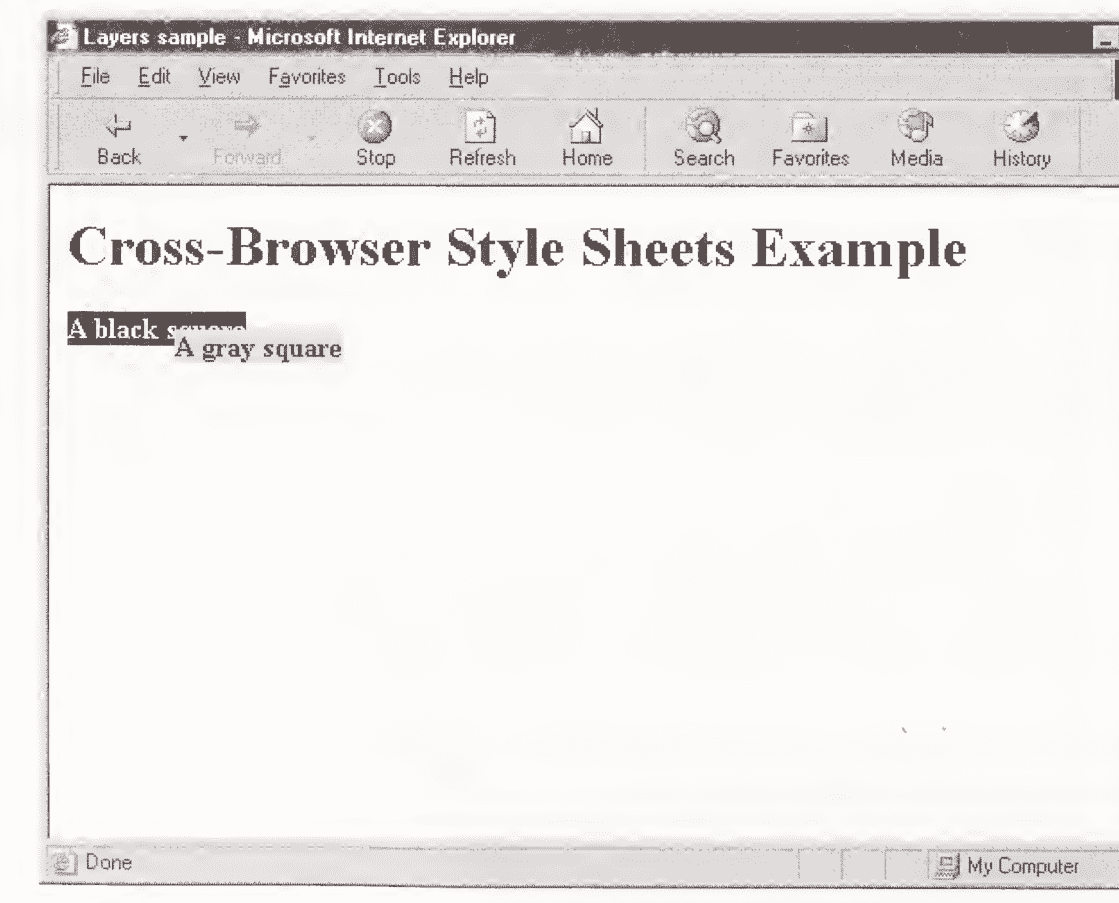 Layers sample - Microsoft Internet Explorer
File Edit View Favorites Tools Help
Back Forward Stop Refresh Home Search Favorites Media History
Cross-Browser Style Sheets Example
A black square
A gray square
Done My Computer